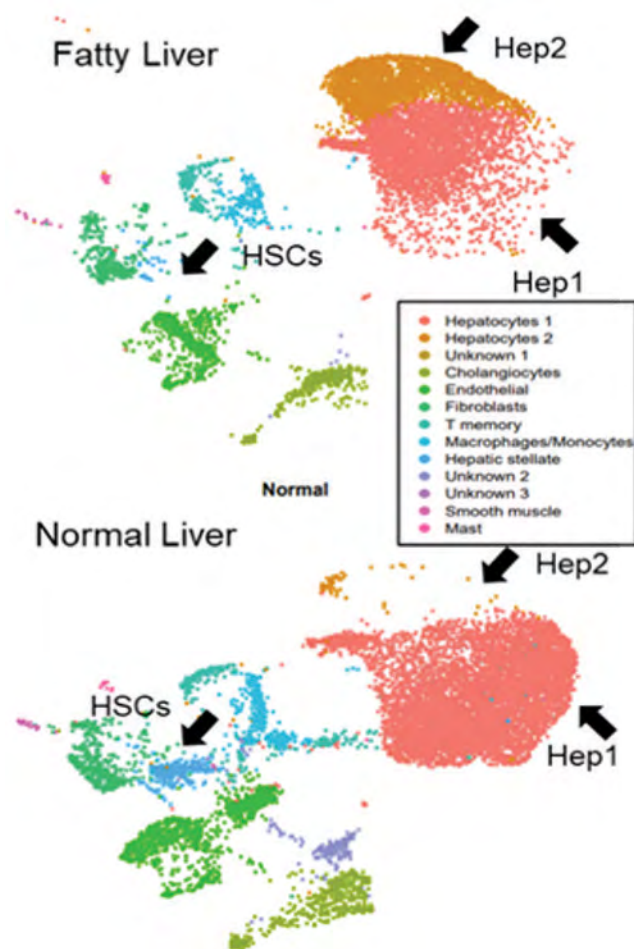 Fatty Liver
Hep2
HSCs
Hep1
Hepatocytes 1
Hepatocytes 2
Unknown 1
Cholangiocytes
Endothelial
Fibroblasts
T memory
Macrophages/Monocytes
Hepatic stellate
Unknown 2
Unknown 3
Smooth muscle
Mast
Normal
Normal Liver
Hep2
HSCs
Hep1